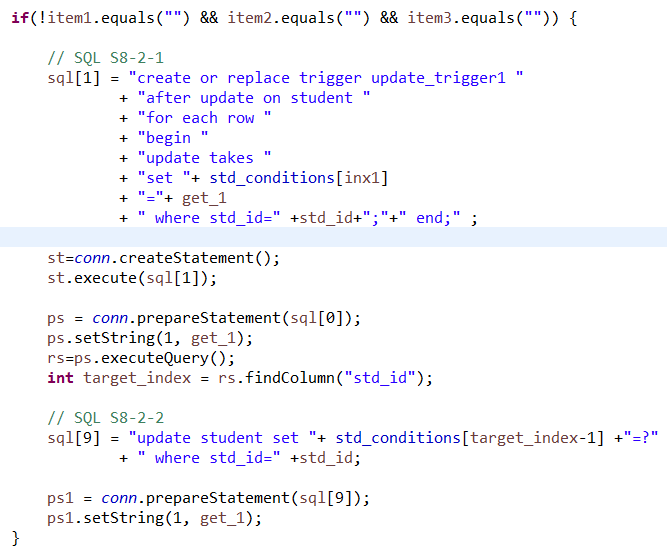 if(!item1.equals("") && item2.equals("") && item3.equals("")) {
// SQL S8-2-1
sql[1] = "create or replace trigger update_trigger1 "
+ "after update on student "
+ "for each row "
+ "begin "
+ "update takes "
+ "set "+ std_conditions[inx1]
+ "="+ get_1
+ " where std_id=" +std_id+";"+" end;" ;
st=conn.createStatement();
st.execute(sql[1]);
ps = conn.prepareStatement(sql[0]);
ps.setString(1, get_1);
rs=ps.executeQuery();
int target_index = rs.findColumn("std_id");
// SQL S8-2-2
sql[9] = "update student set "+ std_conditions[target_index-1] +"=?"
+ " where std_id=" +std_id;
ps1 = conn.prepareStatement(sql[9]);
ps1.setString(1, get_1);
}